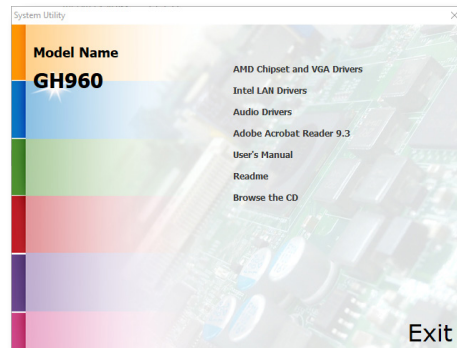 System Utility
Model Name
GH960
AMD Chipset and VGA Drivers
Intel LAN Drivers
Audio Drivers
Adobe Acrobat Reader 9.3
User's Manual
Readme
Browse the CD
Exit